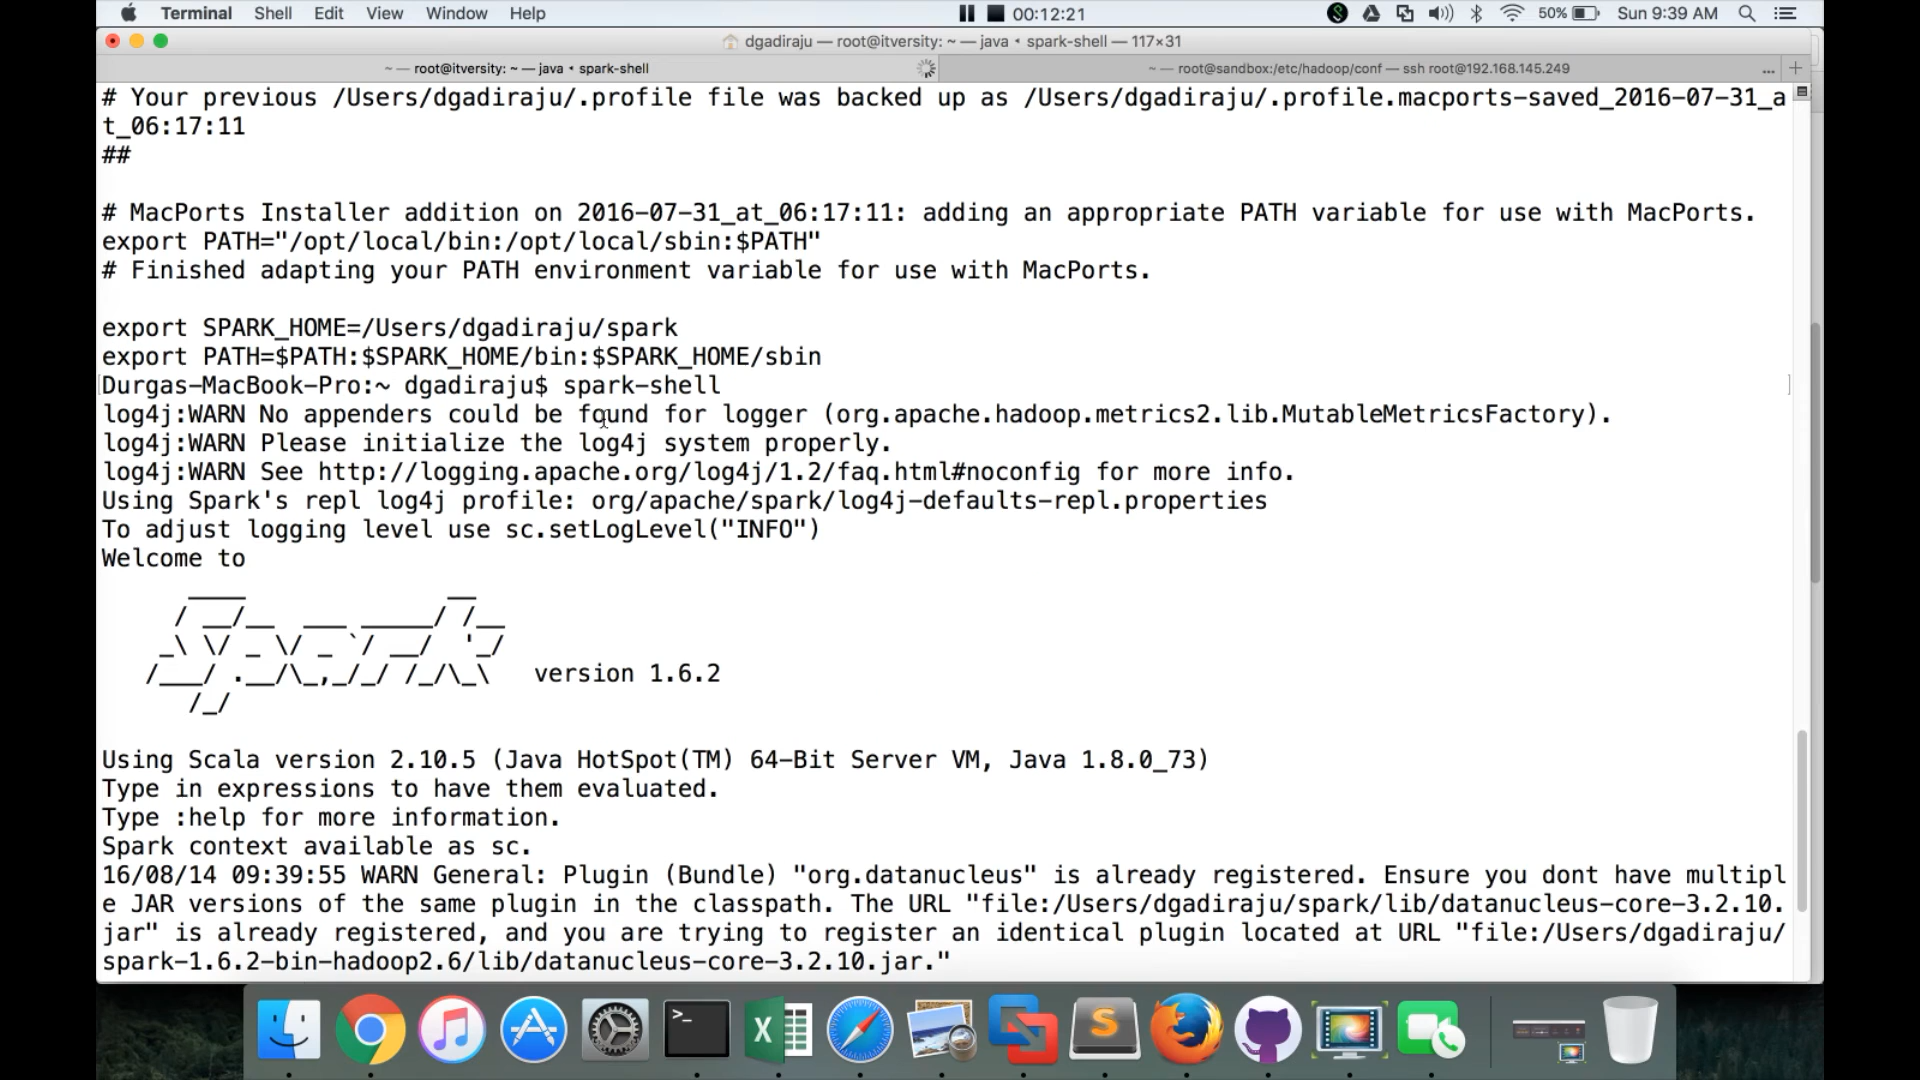 Terminal Shell Edit View Window Help 00:12:21 50% Sun 9:39 AM
dgadiraju — root@itversity: ~ — java • spark-shell — 117×31
~ — root@itversity: ~ — java • spark-shell ~ — root@sandbox:/etc/hadoop/conf — ssh root@192.168.145.249 ... +
# Your previous /Users/dgadiraju/.profile file was backed up as /Users/dgadiraju/.profile.macports-saved_2016-07-31_a
t_06:17:11
##
# MacPorts Installer addition on 2016-07-31_at_06:17:11: adding an appropriate PATH variable for use with MacPorts.
export PATH="/opt/local/bin:/opt/local/sbin:$PATH"
# Finished adapting your PATH environment variable for use with MacPorts.
export SPARK_HOME=/Users/dgadiraju/spark
export PATH=$PATH:$SPARK_HOME/bin:$SPARK_HOME/sbin
Durgas-MacBook-Pro:~ dgadiraju$ spark-shell
log4j:WARN No appenders could be found for logger (org.apache.hadoop.metrics2.lib.MutableMetricsFactory).
log4j:WARN Please initialize the log4j system properly.
log4j:WARN See http://logging.apache.org/log4j/1.2/faq.html#noconfig for more info.
Using Spark's repl log4j profile: org/apache/spark/log4j-defaults-repl.properties
To adjust logging level use sc.setLogLevel("INFO")
Welcome to
Spark version 1.6.2
Using Scala version 2.10.5 (Java HotSpot(TM) 64-Bit Server VM, Java 1.8.0_73)
Type in expressions to have them evaluated.
Type :help for more information.
Spark context available as sc.
16/08/14 09:39:55 WARN General: Plugin (Bundle) "org.datanucleus" is already registered. Ensure you dont have multipl
e JAR versions of the same plugin in the classpath. The URL "file:/Users/dgadiraju/spark/lib/datanucleus-core-3.2.10.
jar" is already registered, and you are trying to register an identical plugin located at URL "file:/Users/dgadiraju/
spark-1.6.2-bin-hadoop2.6/lib/datanucleus-core-3.2.10.jar."